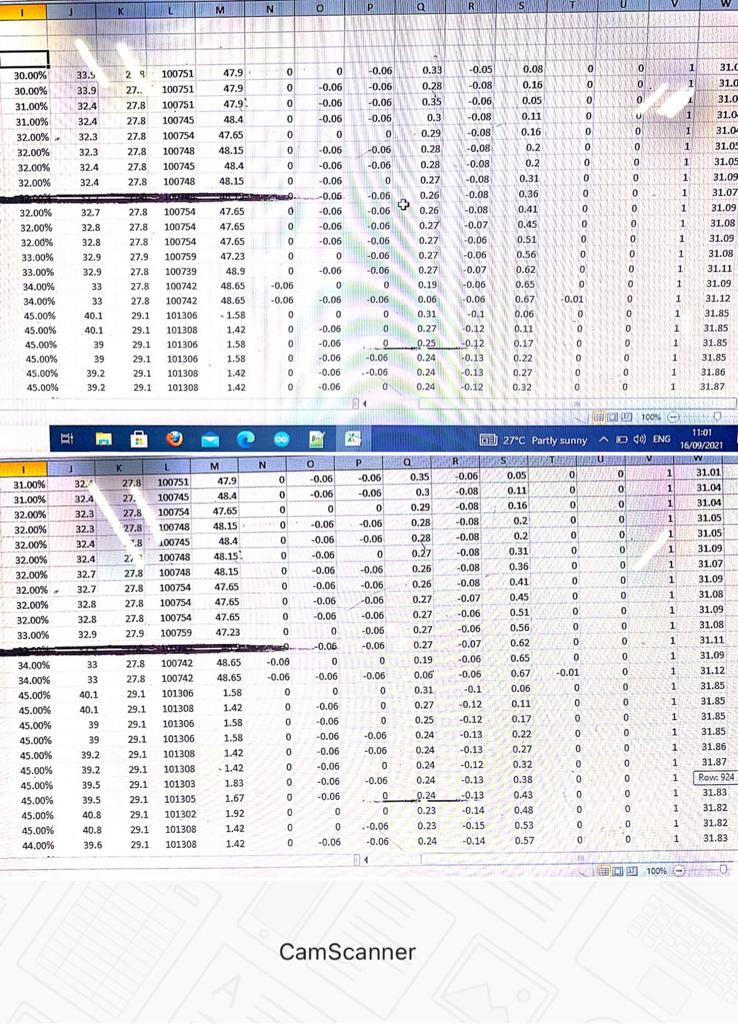 I J K L M N O P Q R S T U V W
30.00% 33.5 100751 47.9 0 0 -0.06 0.33 -0.05 0.08 0 0 1
30.00% 33.9 100751 47.9 0 -0.06 -0.06 0.28 -0.08 0.16 0 0 1
31.00% 32.4 27.8 100751 47.9 0 -0.06 -0.06 0.35 -0.06 0.05 0 0 1
31.00% 32.4 27.8 100745 48.4 0 -0.06 -0.06 0.3 -0.08 0.11 0 1
32.00% 32.3 27.8 100754 47.65 0 0 0 0.29 -0.08 0.16 0 0 1
32.00% 32.3 27.8 100748 48.15 0 -0.06 -0.06 0.28 -0.08 0.2 0 0 1 31.05
32.00% 32.4 27.8 100745 48.4 0 -0.06 -0.06 0.28 -0.08 0.2 0 0 1 31.05
32.00% 32.4 27.8 100748 48.15 0 -0.06 0 0.27 -0.08 0.31 0 0 1 31.09
-0.06 -0.06 0.26 -0.08 0.36 0 0 1 31.07
32.00% 32.7 27.8 100754 47.65 0 -0.06 -0.06 0.26 -0.08 0.41 0 0 1 31.09
32.00% 32.8 27.8 100754 47.65 0 -0.06 -0.06 0.27 -0.07 0.45 0 0 1 31.08
32.00% 32.8 27.8 100754 47.65 0 -0.06 -0.06 0.27 -0.06 0.51 0 0 1 31.09
33.00% 32.9 27.9 100759 47.23 0 0 -0.06 0.27 -0.06 0.56 0 0 1 31.08
33.00% 32.9 27.8 100739 48.9 0 -0.06 -0.06 0.27 -0.07 0.62 0 0 1 31.11
34.00% 33 27.8 100742 48.65 -0.06 0 0 0.19 -0.06 0.65 0 0 1 31.09
34.00% 33 27.8 100742 48.65 -0.06 -0.06 -0.06 0.06 -0.06 0.67 -0.01 0 1 31.12
45.00% 40.1 29.1 101306 1.58 0 0 0 0.31 -0.1 0.06 0 0 1 31.85
45.00% 40.1 29.1 101308 1.42 0 -0.06 0 0.27 -0.12 0.11 0 0 1 31.85
45.00% 39 29.1 101306 1.58 0 -0.06 0 0.25 -0.12 0.17 0 0 1 31.85
45.00% 39 29.1 101306 1.58 0 -0.06 -0.06 0.24 -0.13 0.22 0 0 1 31.85
45.00% 39.2 29.1 101308 1.42 0 -0.06 -0.06 0.24 -0.13 0.27 0 0 1 31.86
45.00% 39.2 29.1 101308 1.42 0 -0.06 0 0.24 -0.12 0.32 0 0 1 31.87
100%
27°C Partly sunny ENG 11:01
16/09/2021
I J K L M N O P Q R S T U V W
31.00% 27.8 100751 47.9 0 -0.06 -0.06 0.35 -0.06 0.05 0 0 1 31.01
31.00% 32.4 100745 48.4 0 -0.06 -0.06 0.3 -0.08 0.11 0 0 1 31.04
32.00% 32.3 27.8 100754 47.65 0 0 0 0.29 -0.08 0.16 0 0 1 31.04
32.00% 32.3 27.8 100748 48.15 0 -0.06 -0.06 0.28 -0.08 0.2 0 0 1 31.05
32.00% 32.4 100745 48.4 0 -0.06 -0.06 0.28 -0.08 0.2 0 0 1 31.05
32.00% 32.4 100748 48.15 0 -0.06 0 0.27 -0.08 0.31 0 0 1 31.09
32.00% 32.7 27.8 100748 48.15 0 -0.06 -0.06 0.26 -0.08 0.36 0 0 1 31.07
32.00% 32.7 27.8 100754 47.65 0 -0.06 -0.06 0.26 -0.08 0.41 0 0 1 31.09
32.00% 32.8 27.8 100754 47.65 0 -0.06 -0.06 0.27 -0.07 0.45 0 0 1 31.08
32.00% 32.8 27.8 100754 47.65 0 -0.06 -0.06 0.27 -0.06 0.51 0 0 1 31.09
33.00% 32.9 27.9 100759 47.23 0 0 -0.06 0.27 -0.06 0.56 0 0 1 31.08
-0.06 -0.06 0.27 -0.07 0.62 0 0 1 31.11
34.00% 33 27.8 100742 48.65 -0.06 0 0 0.19 -0.06 0.65 0 0 1 31.09
34.00% 33 27.8 100742 48.65 -0.06 -0.06 -0.06 0.06 -0.06 0.67 -0.01 0 1 31.12
45.00% 40.1 29.1 101306 1.58 0 0 0 0.31 -0.1 0.06 0 0 1 31.85
45.00% 40.1 29.1 101308 1.42 0 -0.06 0 0.27 -0.12 0.11 0 0 1 31.85
45.00% 39 29.1 101306 1.58 0 -0.06 0 0.25 -0.12 0.17 0 0 1 31.85
45.00% 39 29.1 101306 1.58 0 -0.06 -0.06 0.24 -0.13 0.22 0 0 1 31.85
45.00% 39.2 29.1 101308 1.42 0 -0.06 -0.06 0.24 -0.13 0.27 0 0 1 31.86
45.00% 39.2 29.1 101308 1.42 0 -0.06 0 0.24 -0.12 0.32 0 0 1 31.87
45.00% 39.5 29.1 101303 1.83 0 -0.06 -0.06 0.24 -0.13 0.38 0 0 1 Row: 924
45.00% 39.5 29.1 101305 1.67 0 -0.06 0 0.24 -0.13 0.43 0 0 1 31.83
45.00% 40.8 29.1 101302 1.92 0 0 0 0.23 -0.14 0.48 0 0 1 31.82
45.00% 40.8 29.1 101308 1.42 0 0 -0.06 0.23 -0.15 0.53 0 0 1 31.82
44.00% 39.6 29.1 101308 1.42 0 -0.06 -0.06 0.24 -0.14 0.57 0 0 1 31.83
100%
CamScanner